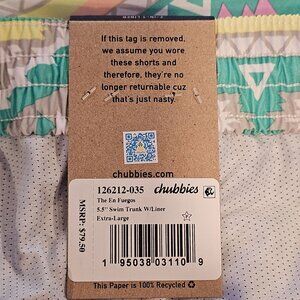 If this tag is removed,
we assume you wore
these shorts and
therefore, they're no
longer returnable cuz
that's just nasty.
chubbies.com
126212-035 chubbies
The En Fuegos
5.5" Swim Trunk W/Liner
Extra-Large
MSRP: $79.50
1 95038 03110 9
This Paper is 100% Recycled